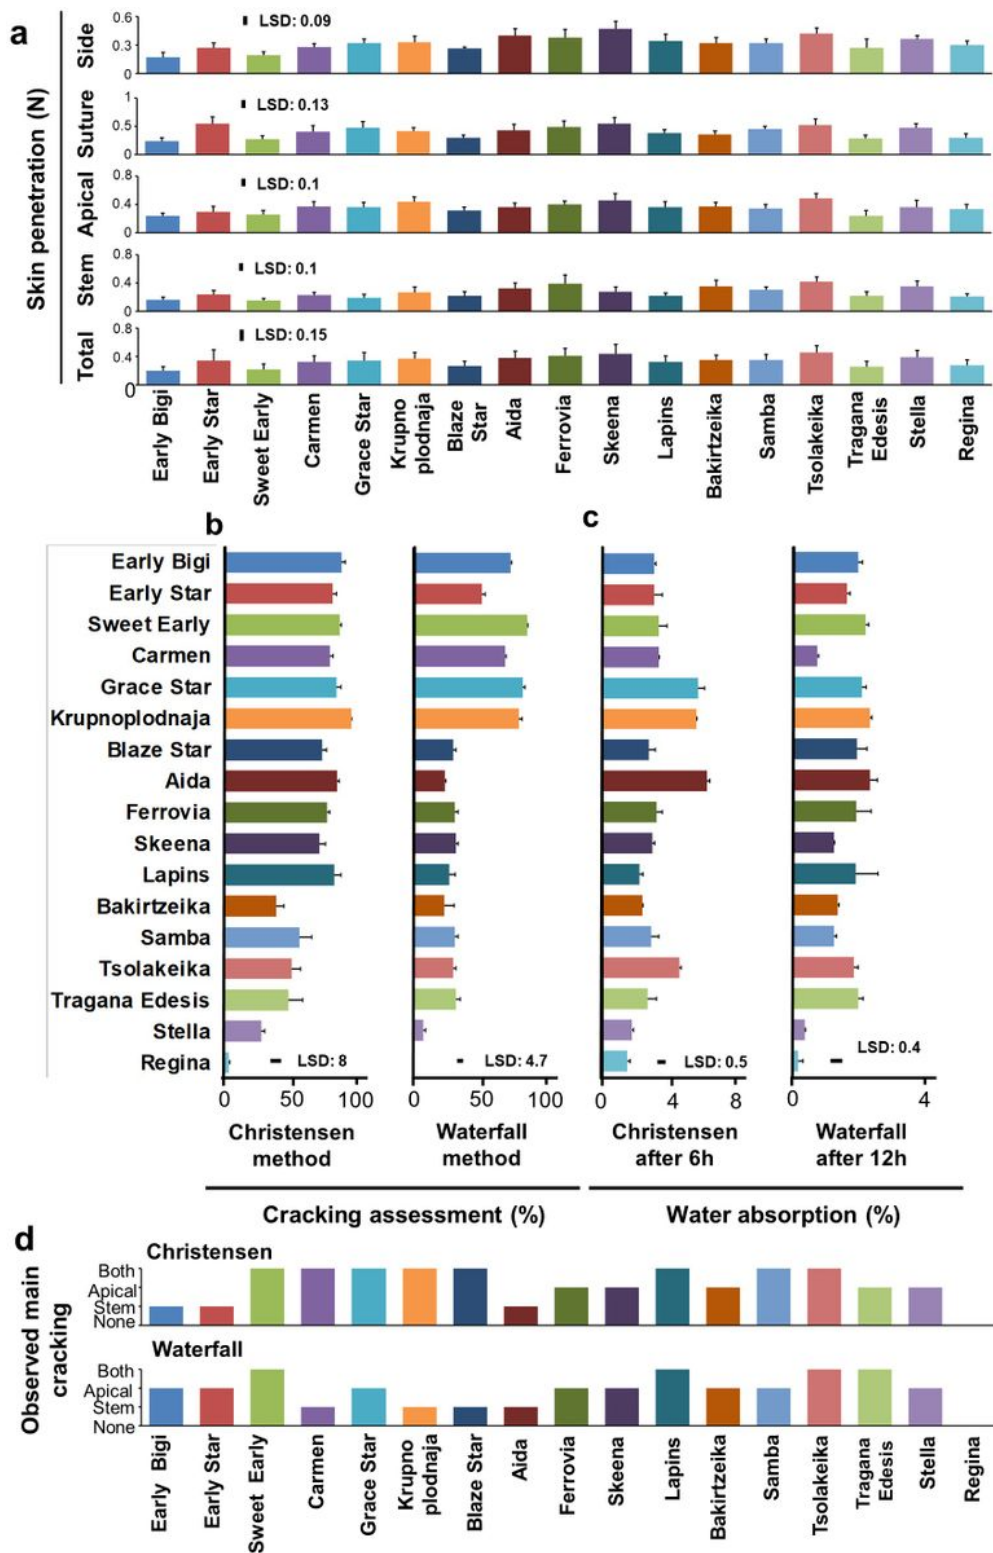 a
Skin penetration (N)
Side
0.6
0.3
0
LSD: 0.09
Suture
1
0.5
0
LSD: 0.13
Apical
0.8
0.4
0
LSD: 0.1
Stem
0.8
0.4
0
LSD: 0.1
Total
0.8
0.4
0
LSD: 0.15
Early Bigi
Early Star
Sweet Early
Carmen
Grace Star
Krupno
plodnaja
Blaze
Star
Aida
Ferrovia
Skeena
Lapins
Bakirtzeika
Samba
Tsolakeika
Tragana
Edesis
Stella
Regina
b
c
Early Bigi
Early Star
Sweet Early
Carmen
Grace Star
Krupnoplodnaja
Blaze Star
Aida
Ferrovia
Skeena
Lapins
Bakirtzeika
Samba
Tsolakeika
Tragana Edesis
Stella
Regina
LSD: 8
LSD: 4.7
LSD: 0.5
LSD: 0.4
0 50 100
0 50 100
0 4 8
0 4
Christensen
method
Waterfall
method
Christensen
after 6h
Waterfall
after 12h
Cracking assessment (%)
Water absorption (%)
d
Observed main
cracking
Christensen
Both
Apical
Stem
None
Waterfall
Both
Apical
Stem
None
Early Bigi
Early Star
Sweet Early
Carmen
Grace Star
Krupno
plodnaja
Blaze Star
Aida
Ferrovia
Skeena
Lapins
Bakirtzeika
Samba
Tsolakeika
Tragana
Edesis
Stella
Regina